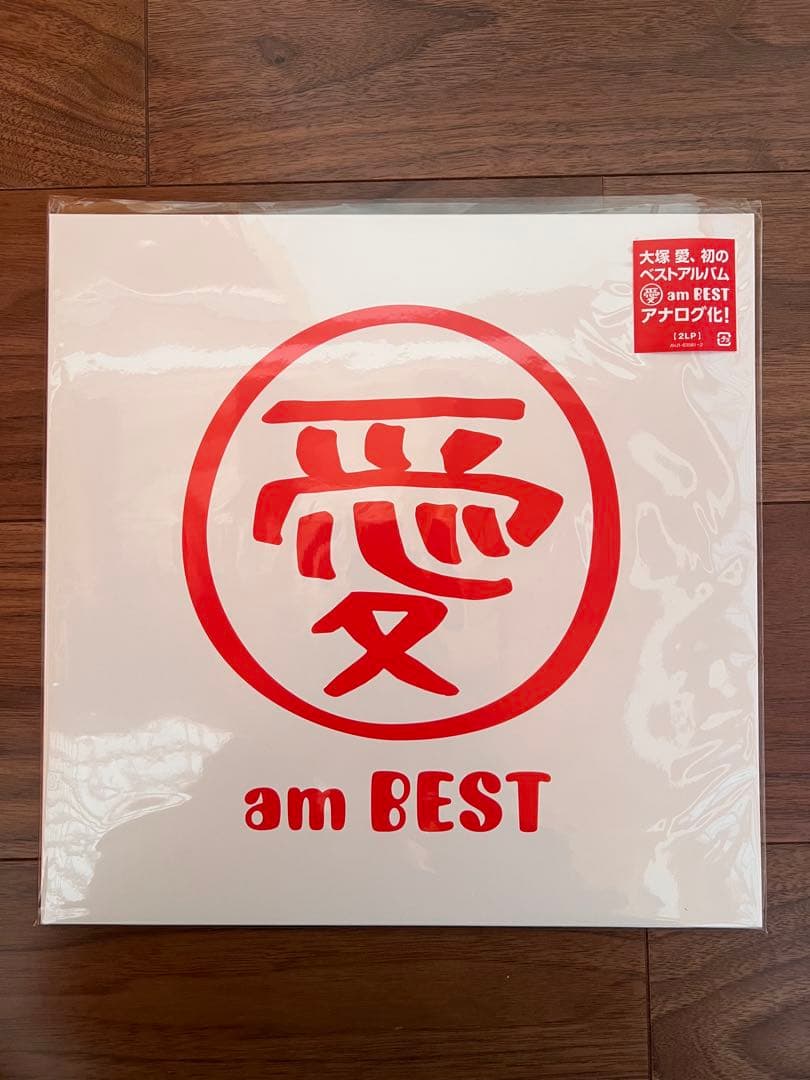 大塚 愛、初の
ベストアルバム
愛 am BEST
アナログ化!
[2LP]
愛
am BEST